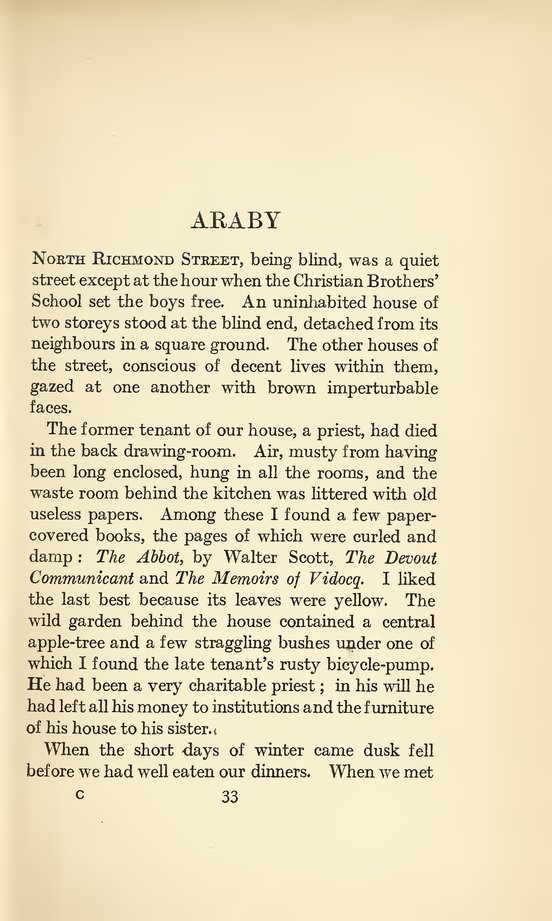 ARABY
North Richmond Street, being blind, was a quiet
street except at the hour when the Christian Brothers'
School set the boys free. An uninhabited house of
two storeys stood at the blind end, detached from its
neighbours in a square ground. The other houses of
the street, conscious of decent lives within them,
gazed at one another with brown imperturbable
faces.
The former tenant of our house, a priest, had died
in the back drawing-room. Air, musty from having
been long enclosed, hung in all the rooms, and the
waste room behind the kitchen was littered with old
useless papers. Among these I found a few paper-
covered books, the pages of which were curled and
damp : The Abbot, by Walter Scott, The Devout
Communicant and The Memoirs of Vidocq. I liked
the last best because its leaves were yellow. The
wild garden behind the house contained a central
apple-tree and a few straggling bushes under one of
which I found the late tenant's rusty bicycle-pump.
He had been a very charitable priest ; in his will he
had left all his money to institutions and the furniture
of his house to his sister.
When the short days of winter came dusk fell
before we had well eaten our dinners. When we met
C 33